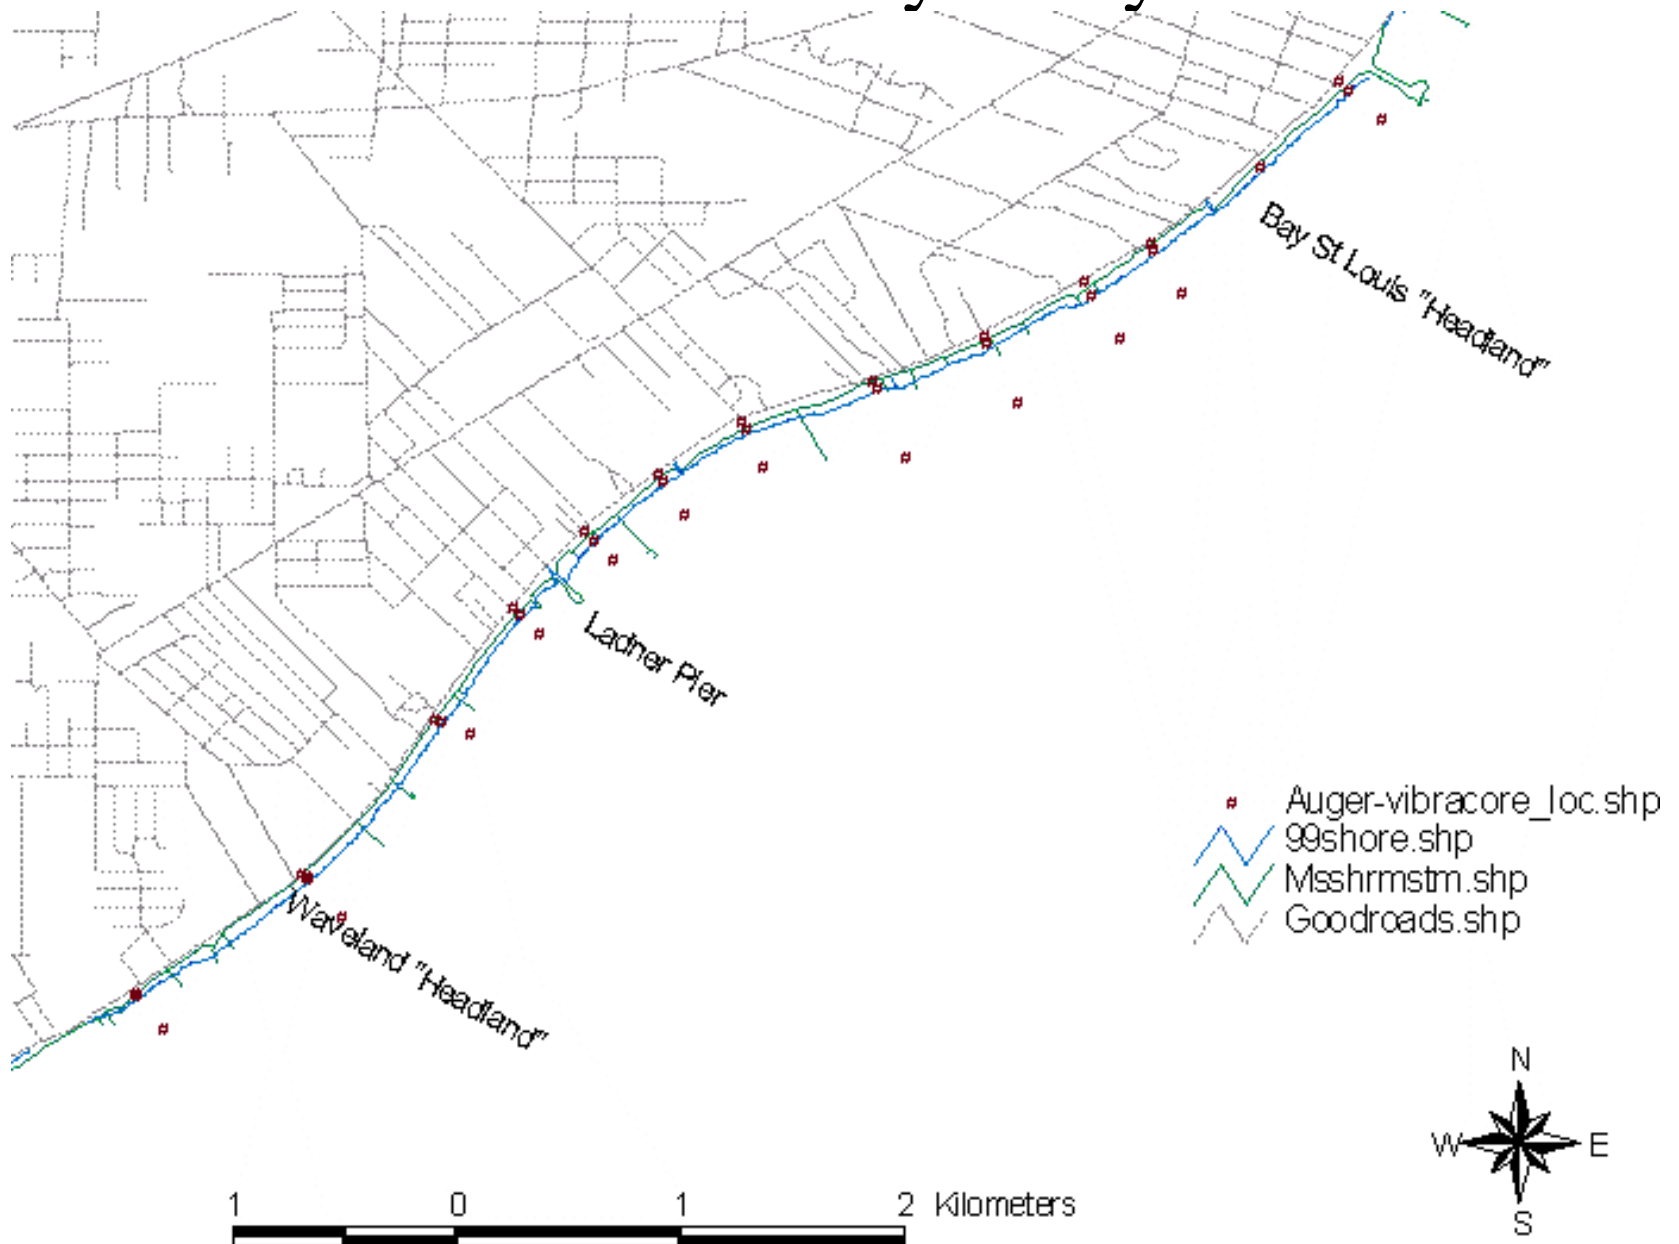 Bay St Louis "Headland"
Ladner Pier
Waveland "Headland"
Auger-vibracore_loc.shp
99shore.shp
Msshrmstm.shp
Goodroads.shp
N
W E
S
1 0 1 2 Kilometers